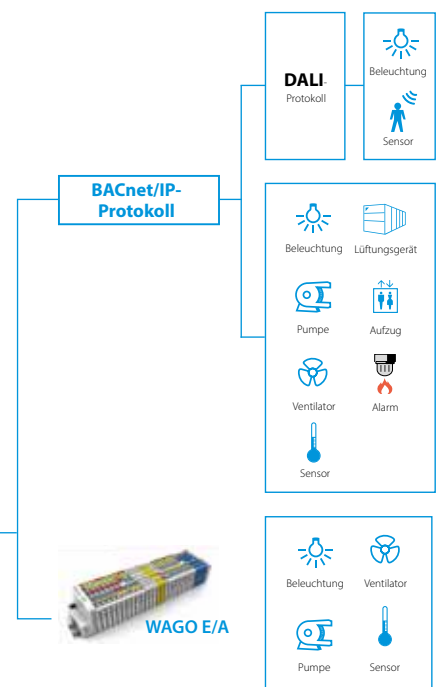 DALI-
Protokoll
Beleuchtung
Sensor
BACnet/IP-
Protokoll
Beleuchtung
Lüftungsgerät
Pumpe
Aufzug
Ventilator
Alarm
Sensor
WAGO E/A
Beleuchtung
Ventilator
Pumpe
Sensor